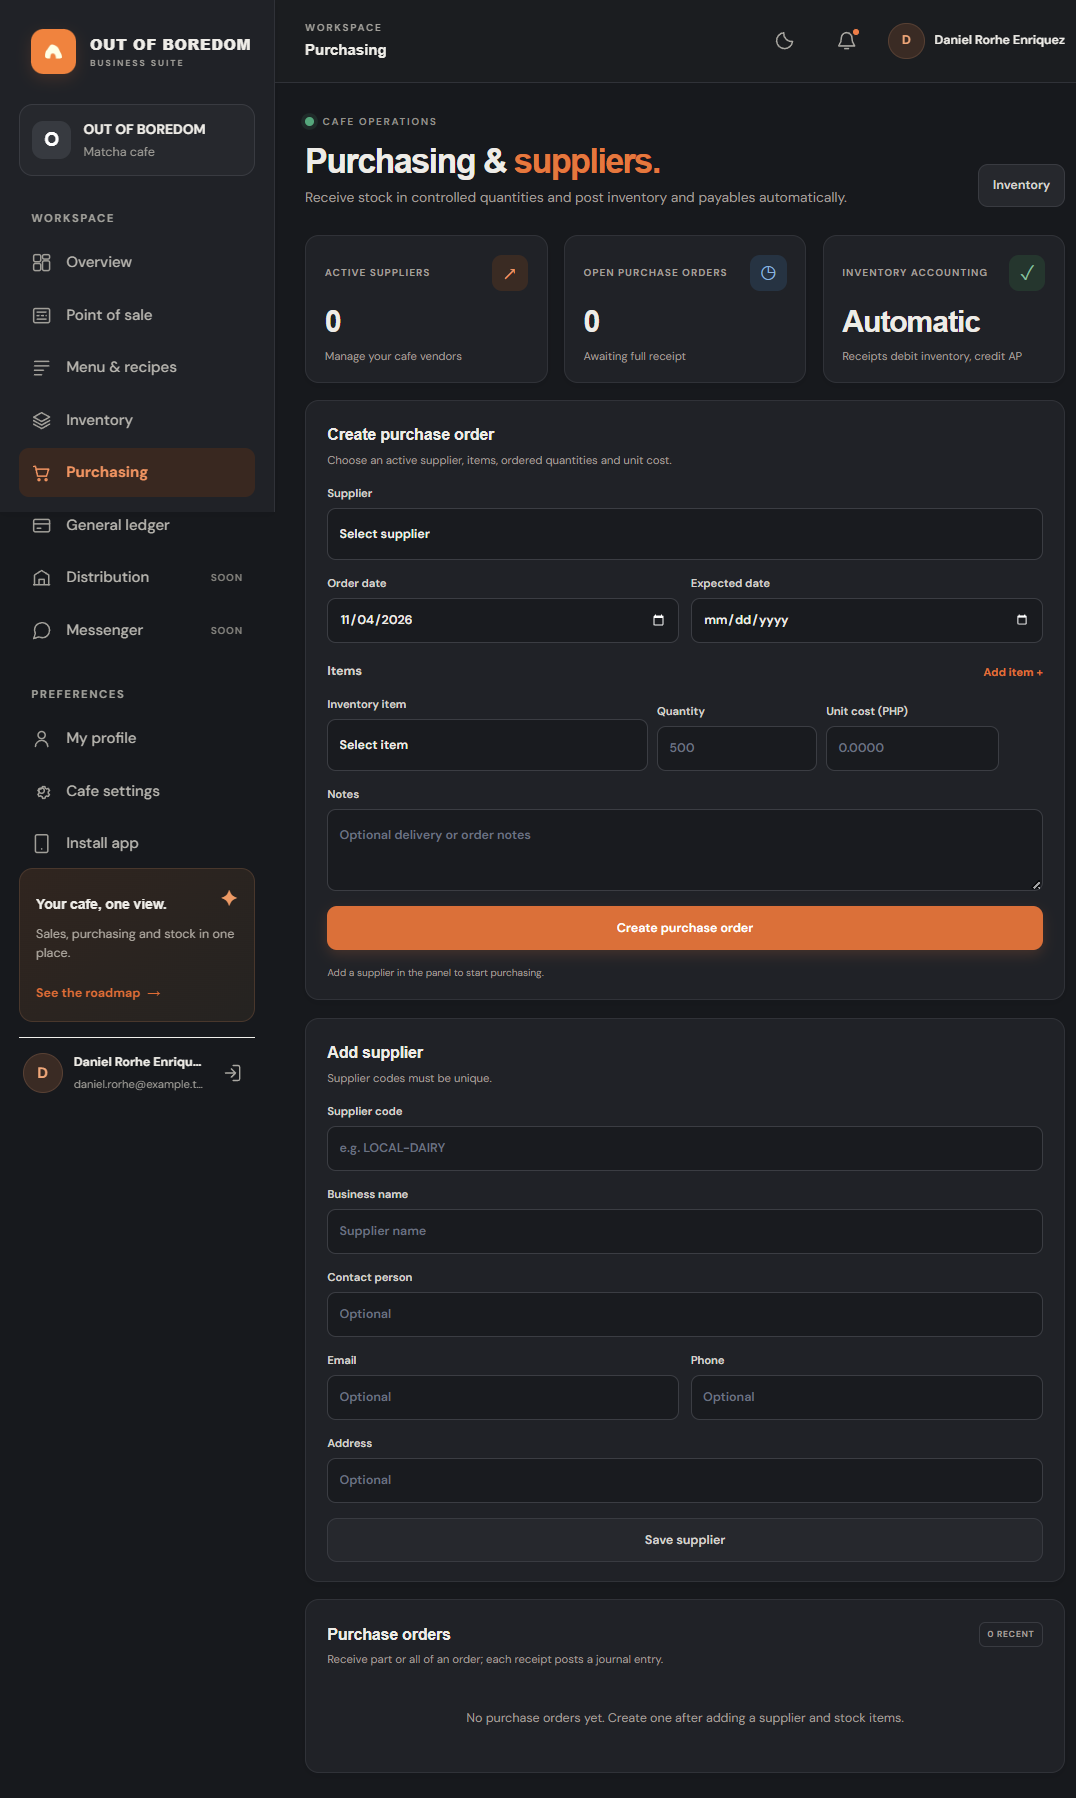 OUT OF BOREDOM
BUSINESS SUITE
O
OUT OF BOREDOM
Matcha cafe
WORKSPACE
Overview
Point of sale
Menu & recipes
Inventory
Purchasing
General ledger
Distribution
SOON
Messenger
SOON
PREFERENCES
My profile
Cafe settings
Install app
Your cafe, one view.
Sales, purchasing and stock in one
place.
See the roadmap →
D
Daniel Rorhe Enriqu...
daniel.rorhe@example.t...
WORKSPACE
Purchasing
D
Daniel Rorhe Enriquez
CAFE OPERATIONS
Purchasing & suppliers.
Receive stock in controlled quantities and post inventory and payables automatically.
Inventory
ACTIVE SUPPLIERS
0
Manage your cafe vendors
OPEN PURCHASE ORDERS
0
Awaiting full receipt
INVENTORY ACCOUNTING
Automatic
Receipts debit inventory, credit AP
Create purchase order
Choose an active supplier, items, ordered quantities and unit cost.
Supplier
Select supplier
Order date
Expected date
11/04/2026
mm/dd/yyyy
Items
Add item +
Inventory item
Quantity
Unit cost (PHP)
Select item
500
0.0000
Notes
Optional delivery or order notes
Create purchase order
Add a supplier in the panel to start purchasing.
Add supplier
Supplier codes must be unique.
Supplier code
e.g. LOCAL-DAIRY
Business name
Supplier name
Contact person
Optional
Email
Phone
Optional
Optional
Address
Optional
Save supplier
Purchase orders
0 RECENT
Receive part or all of an order; each receipt posts a journal entry.
No purchase orders yet. Create one after adding a supplier and stock items.